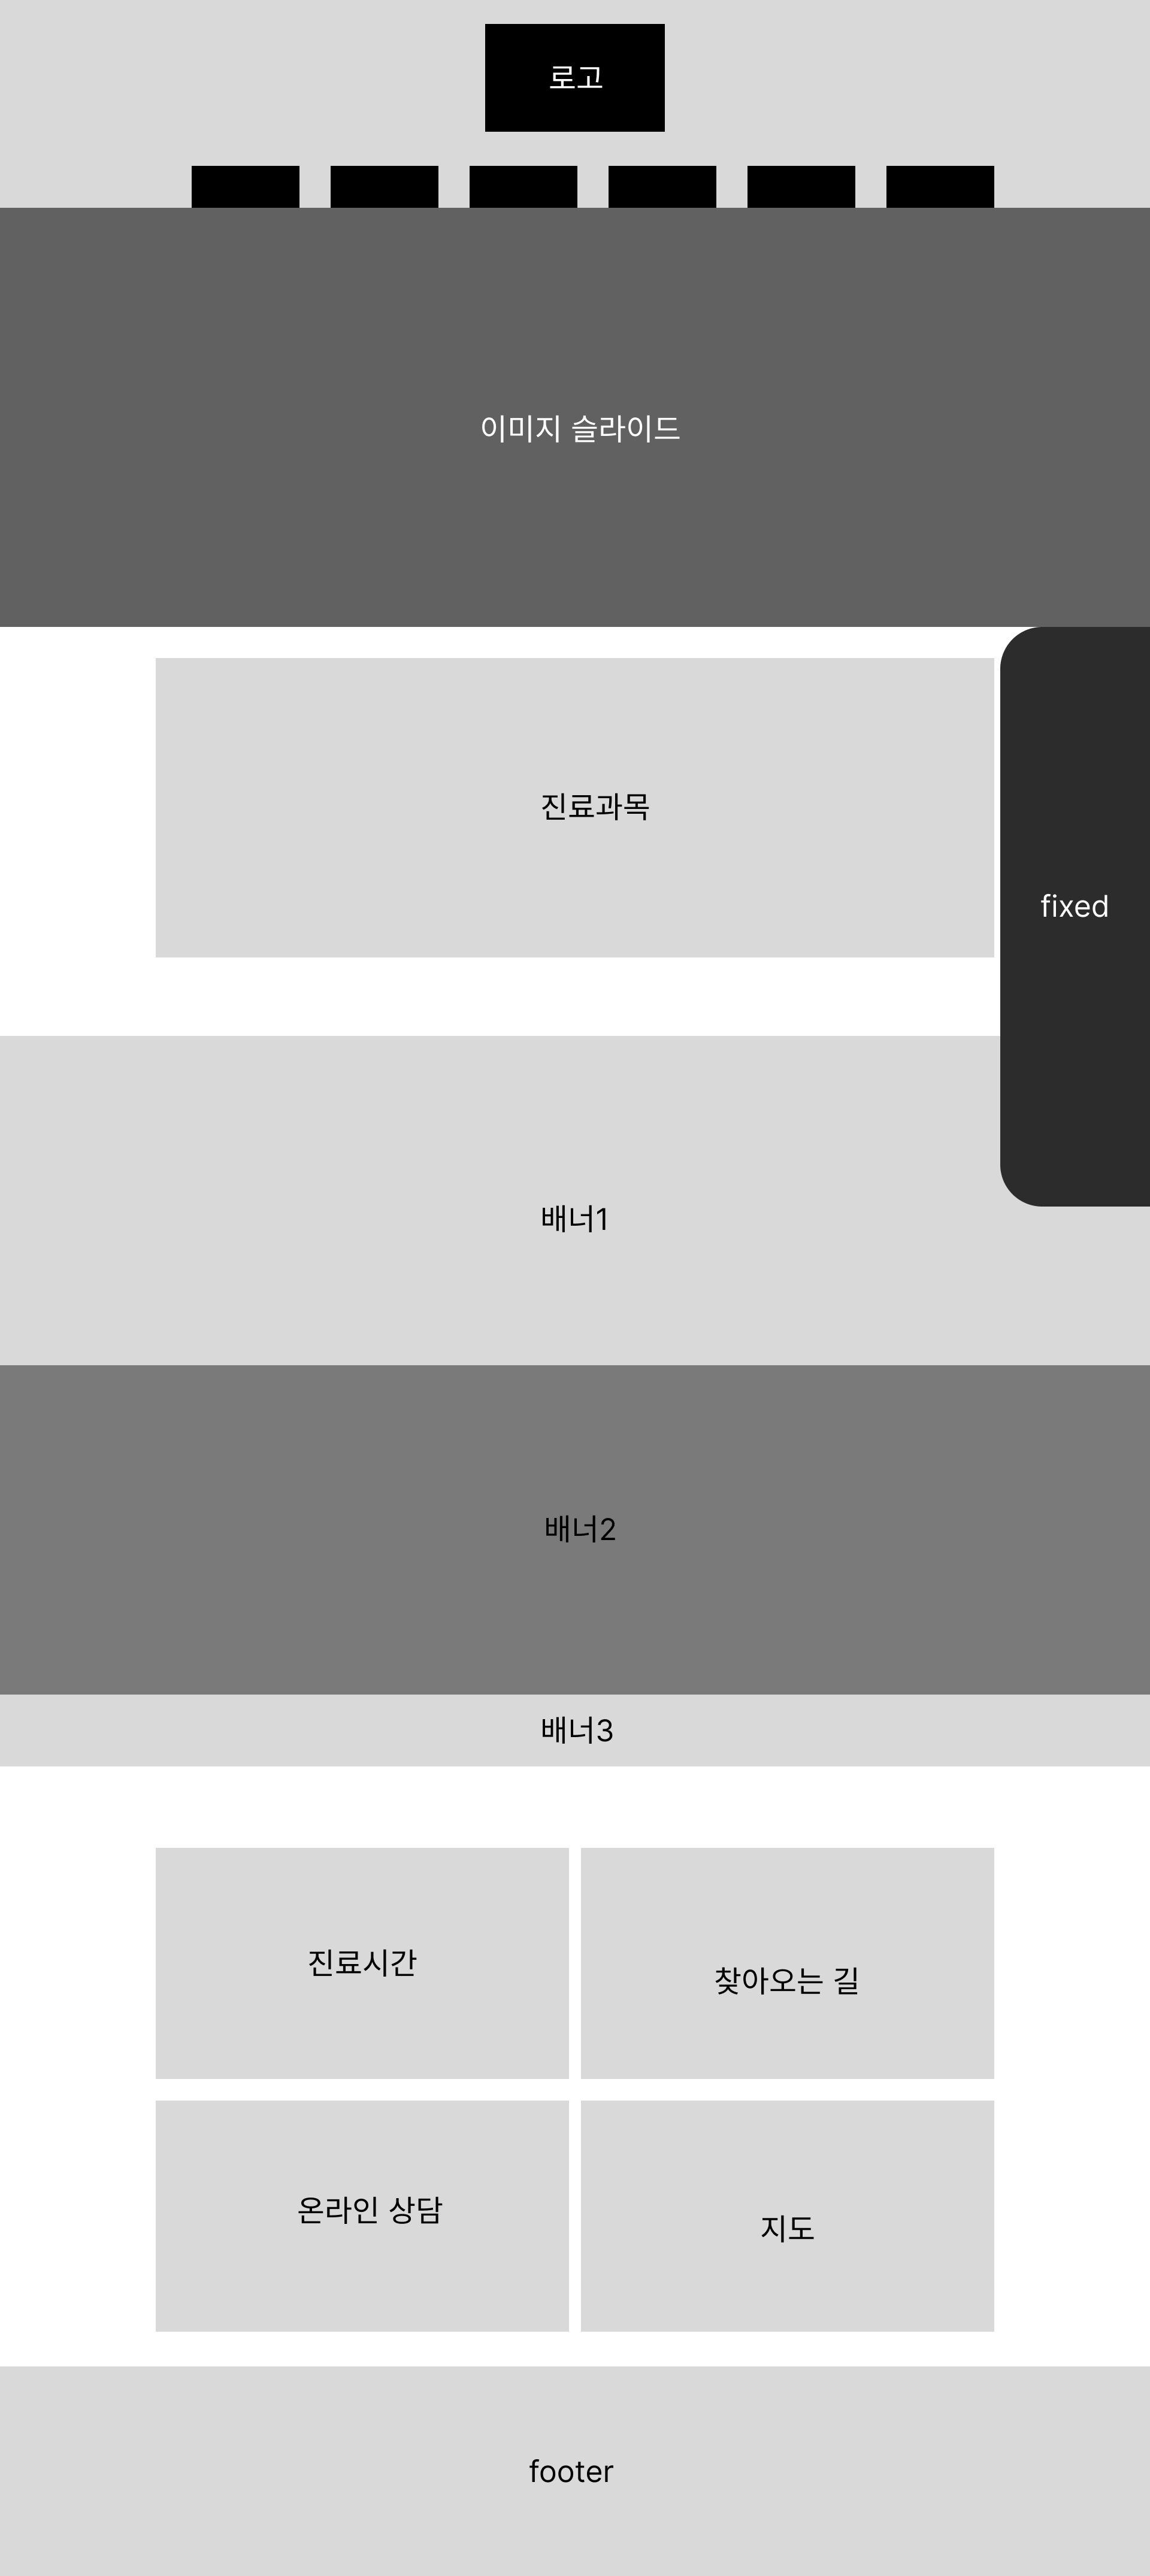 로고
이미지 슬라이드
진료과목
fixed
배너1
배너2
배너3
진료시간
찾아오는 길
온라인 상담
지도
footer